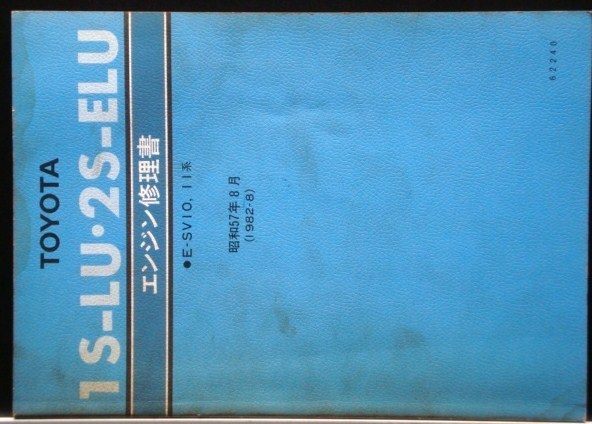 TOYOTA
1S-LU・2S-ELU
エンジン修理書
●E-SV10, 11系
昭和57年8月
(1982-8)
62240